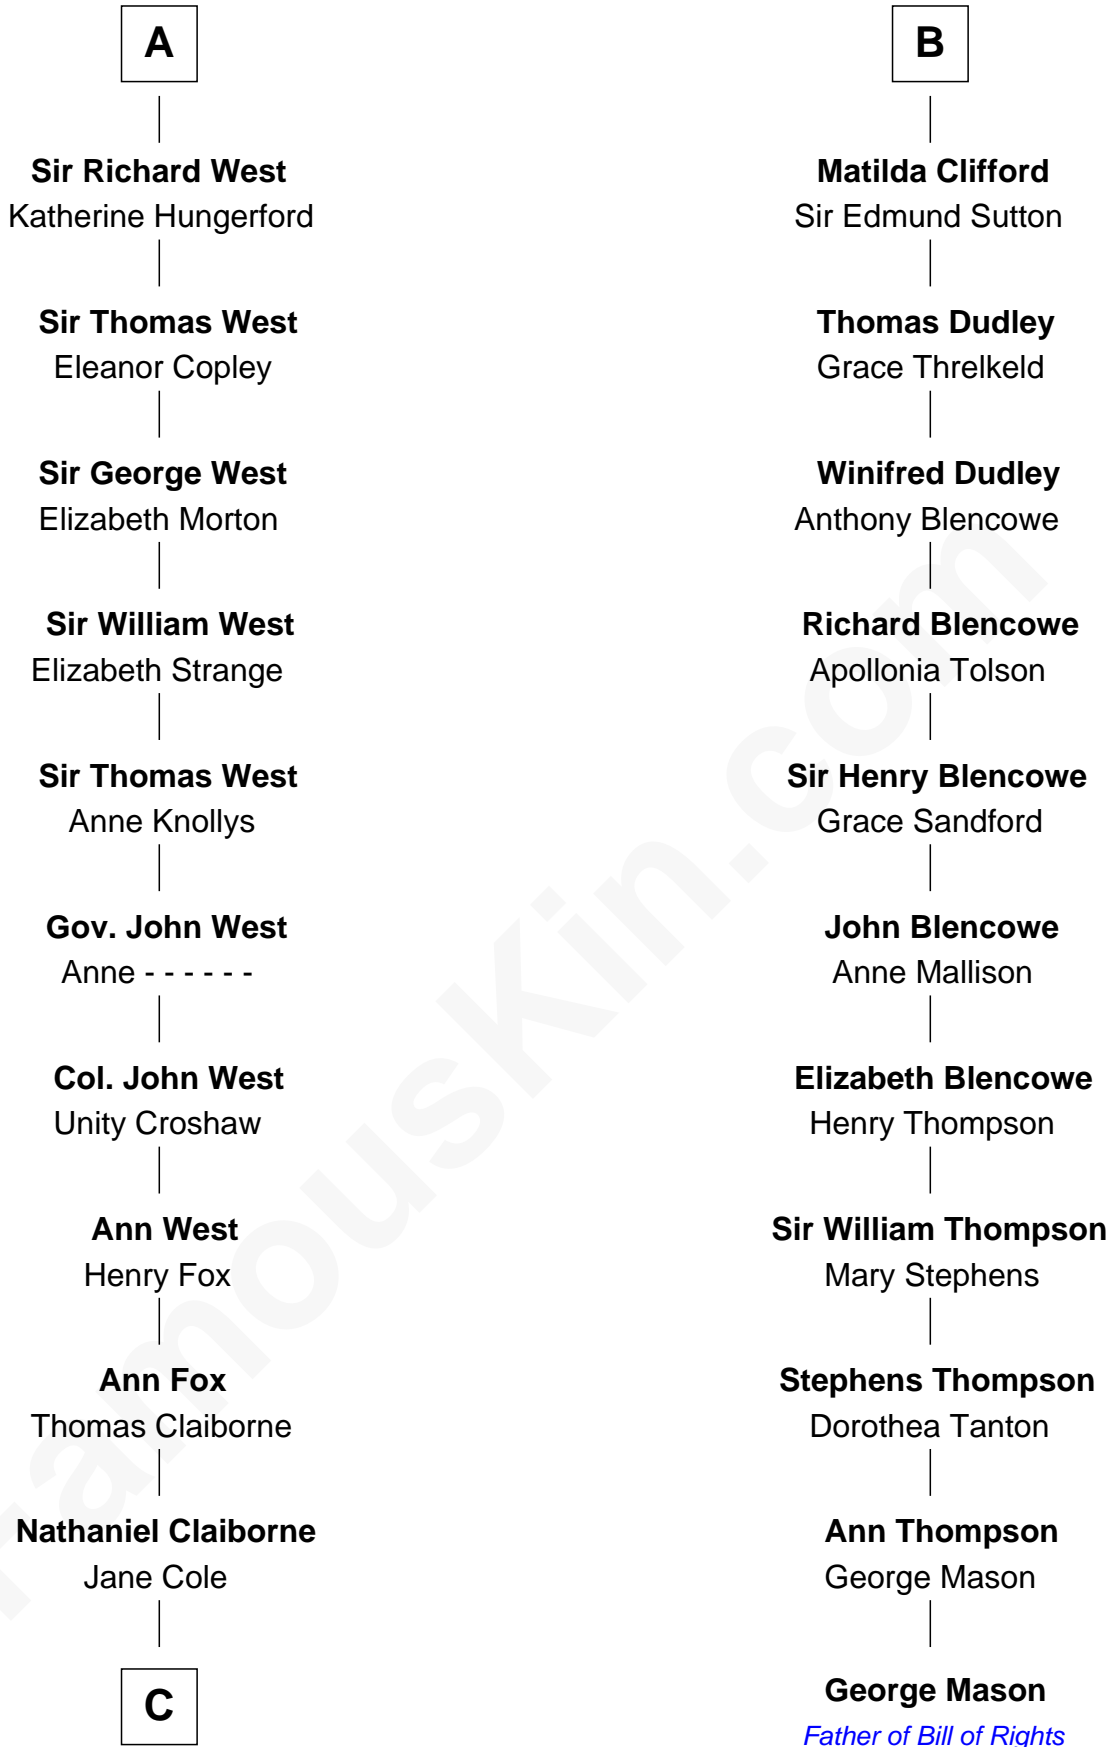 A
Sir Richard West
Katherine Hungerford
Sir Thomas West
Eleanor Copley
Sir George West
Elizabeth Morton
Sir William West
Elizabeth Strange
Sir Thomas West
Anne Knollys
Gov. John West
Anne - - - - - -
Col. John West
Unity Croshaw
Ann West
Henry Fox
Ann Fox
Thomas Claiborne
Nathaniel Claiborne
Jane Cole
C
B
Matilda Clifford
Sir Edmund Sutton
Thomas Dudley
Grace Threlkeld
Winifred Dudley
Anthony Blencowe
Richard Blencowe
Apollonia Tolson
Sir Henry Blencowe
Grace Sandford
John Blencowe
Anne Mallison
Elizabeth Blencowe
Henry Thompson
Sir William Thompson
Mary Stephens
Stephens Thompson
Dorothea Tanton
Ann Thompson
George Mason
George Mason
Father of Bill of Rights
FamousKin.com